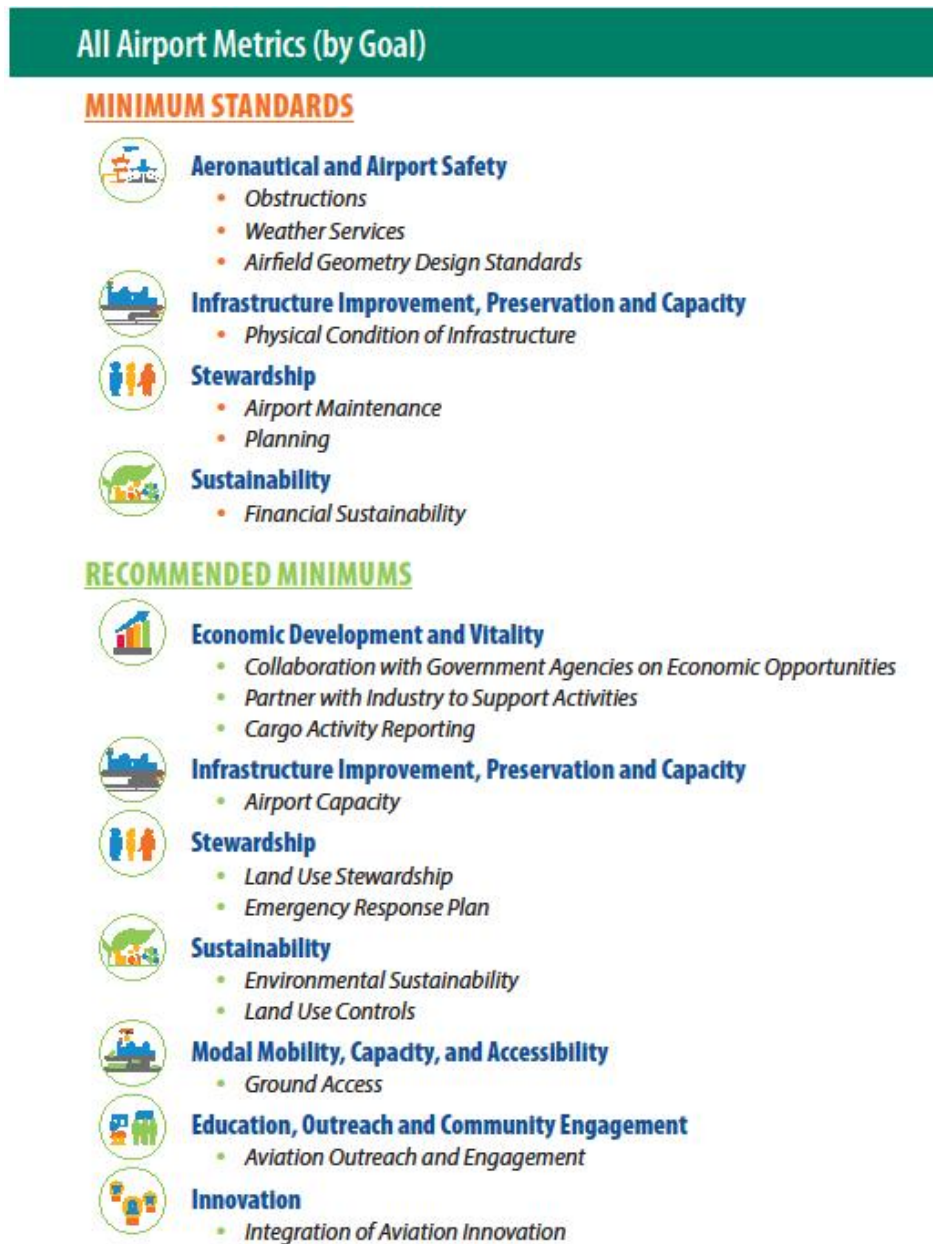 All Airport Metrics (by Goal)
MINIMUM STANDARDS
Aeronautical and Airport Safety
• Obstructions
• Weather Services
• Airfield Geometry Design Standards
Infrastructure Improvement, Preservation and Capacity
• Physical Condition of Infrastructure
Stewardship
• Airport Maintenance
• Planning
Sustainability
• Financial Sustainability
RECOMMENDED MINIMUMS
Economic Development and Vitality
• Collaboration with Government Agencies on Economic Opportunities
• Partner with Industry to Support Activities
• Cargo Activity Reporting
Infrastructure Improvement, Preservation and Capacity
• Airport Capacity
Stewardship
• Land Use Stewardship
• Emergency Response Plan
Sustainability
• Environmental Sustainability
• Land Use Controls
Modal Mobility, Capacity, and Accessibility
• Ground Access
Education, Outreach and Community Engagement
• Aviation Outreach and Engagement
Innovation
• Integration of Aviation Innovation